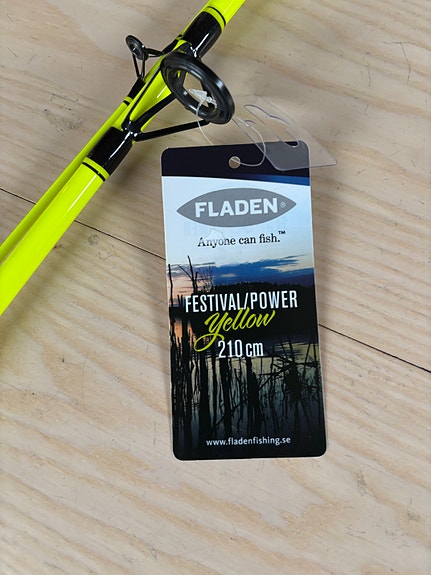 FLADEN®
Anyone can fish.™
FESTIVAL/POWER
Yellow
210 cm
www.fladenfishing.se